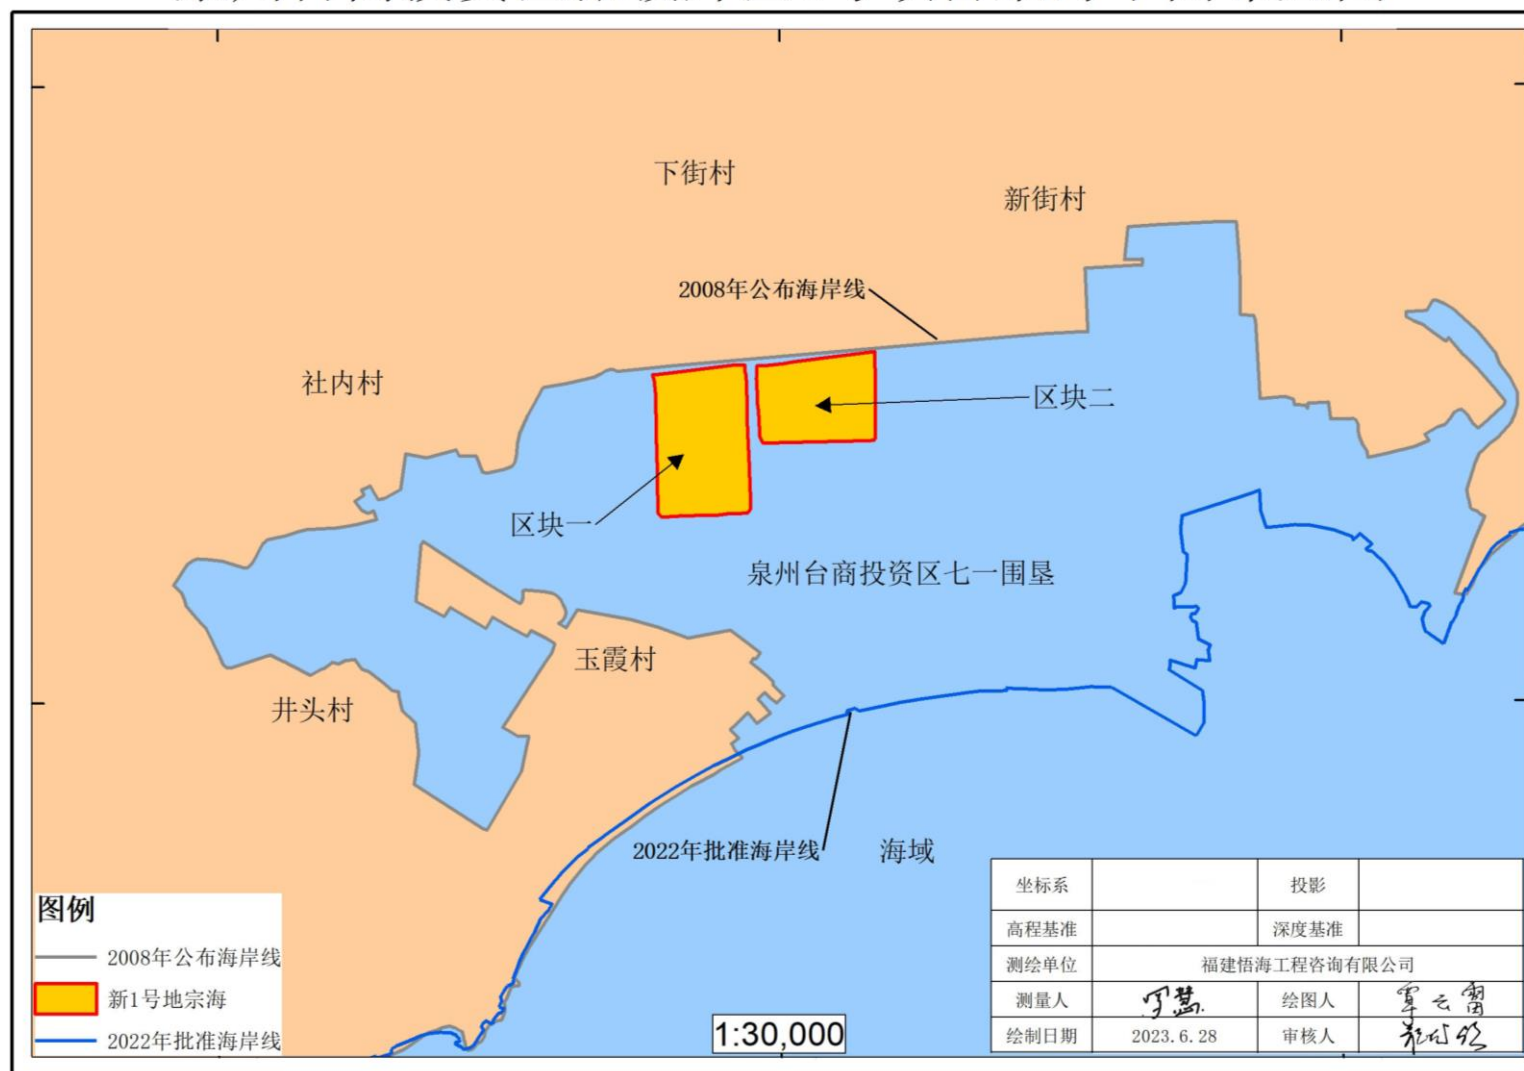 下街村
新街村
2008年公布海岸线
社内村
区块二
区块一
泉州台商投资区七一围垦
玉霞村
井头村
2022年批准海岸线
海域
图例
2008年公布海岸线
新1号地宗海
2022年批准海岸线
1:30,000
坐标系 投影
高程基准 深度基准
测绘单位 福建悟海工程咨询有限公司
测量人 绘图人
绘制日期 2023.6.28 审核人